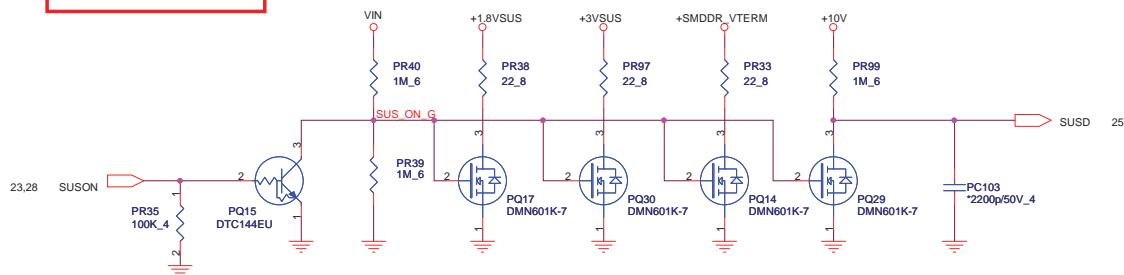 VIN
+1.8VSUS
+3VSUS
+SMDDR_VTERM
+10V
PR40
1M_6
PR38
22_8
PR97
22_8
PR33
22_8
PR99
1M_6
SUS_ON_G
SUSD 25
3
3
3
3
3
23,28 SUSON
2
2
2
2
2
PR39
1M_6
PQ17
DMN601K-7
PQ30
DMN601K-7
PQ14
DMN601K-7
PQ29
DMN601K-7
PC103
*2200p/50V_4
1
PR35
100K_4
2
PQ15
DTC144EU
1
1
1
1
1